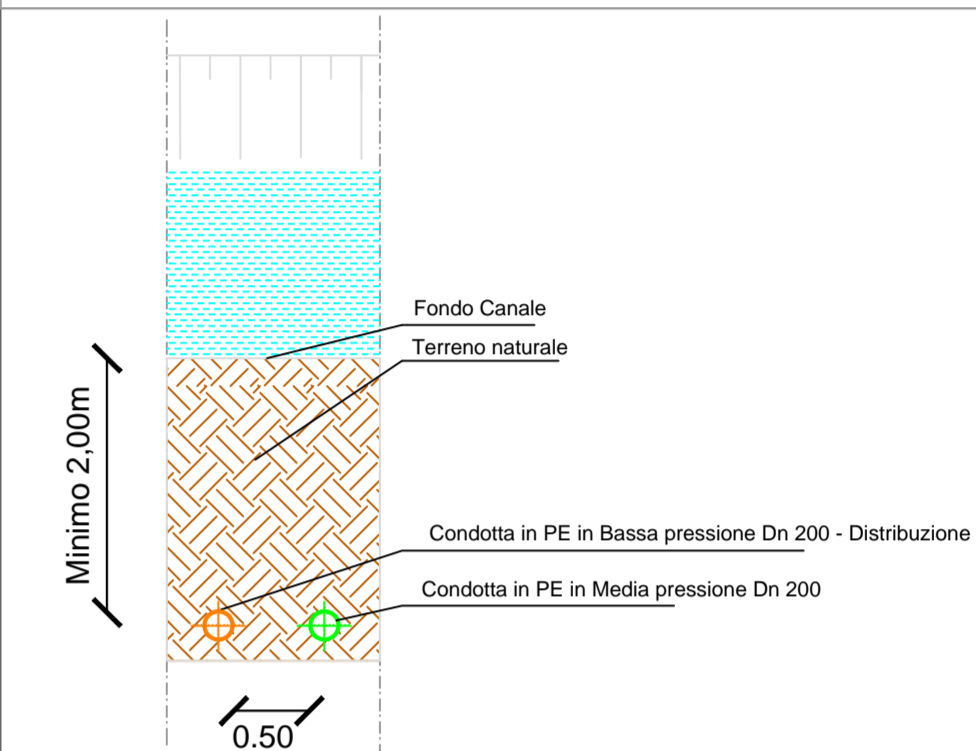 Fondo Canale
Terreno naturale
Minimo 2,00m
Condotta in PE in Bassa pressione Dn 200 - Distribuzione
Condotta in PE in Media pressione Dn 200
0.50